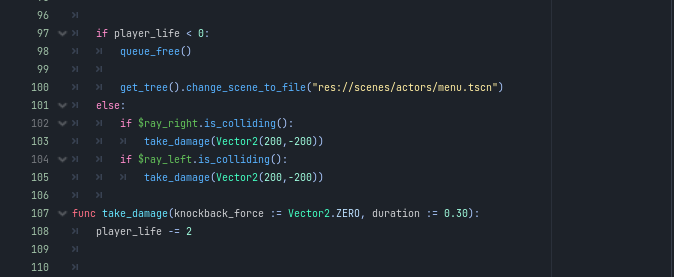 96
97 if player_life < 0:
98 queue_free()
99
100 get_tree().change_scene_to_file("res://scenes/actors/menu.tscn")
101 else:
102 if $ray_right.is_colliding():
103 take_damage(Vector2(200,-200))
104 if $ray_left.is_colliding():
105 take_damage(Vector2(200,-200))
106
107 func take_damage(knockback_force := Vector2.ZERO, duration := 0.30):
108 player_life -= 2
109
110